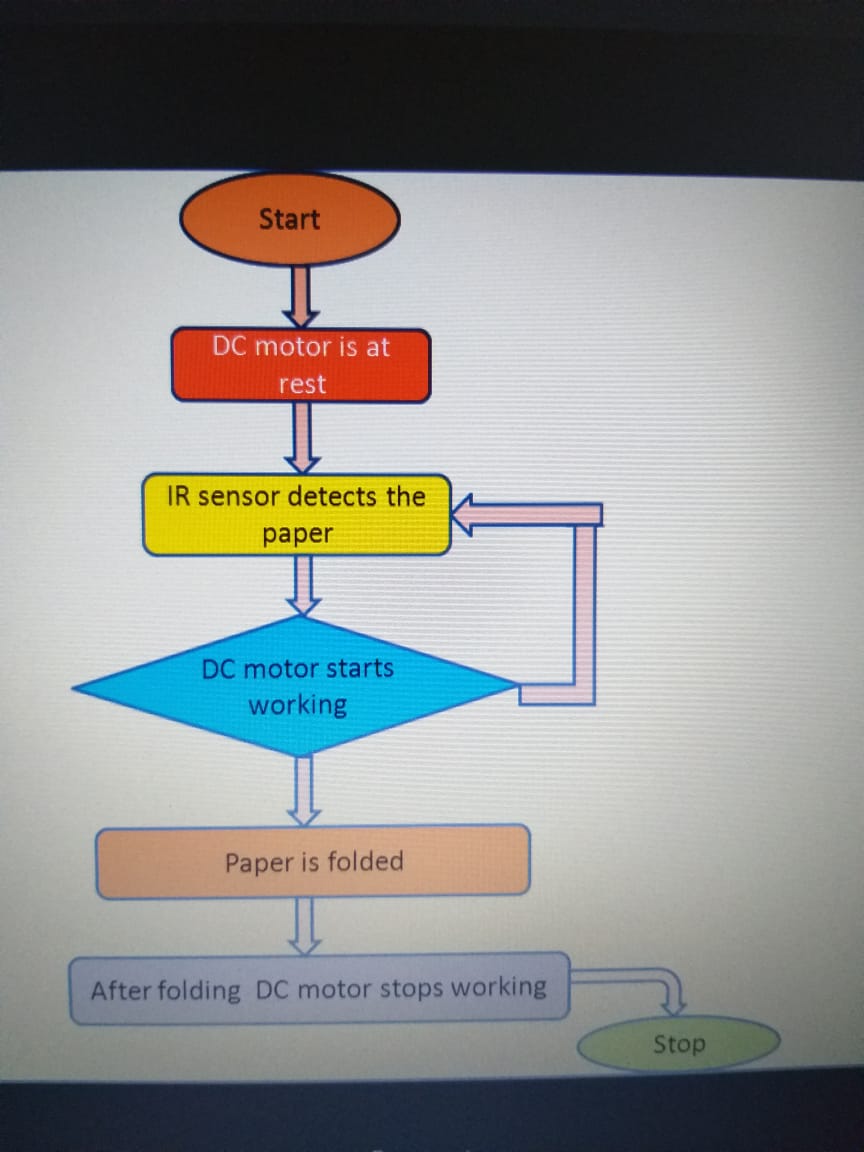 Start
DC motor is at
rest
IR sensor detects the
paper
DC motor starts
working
Paper is folded
After folding DC motor stops working
Stop